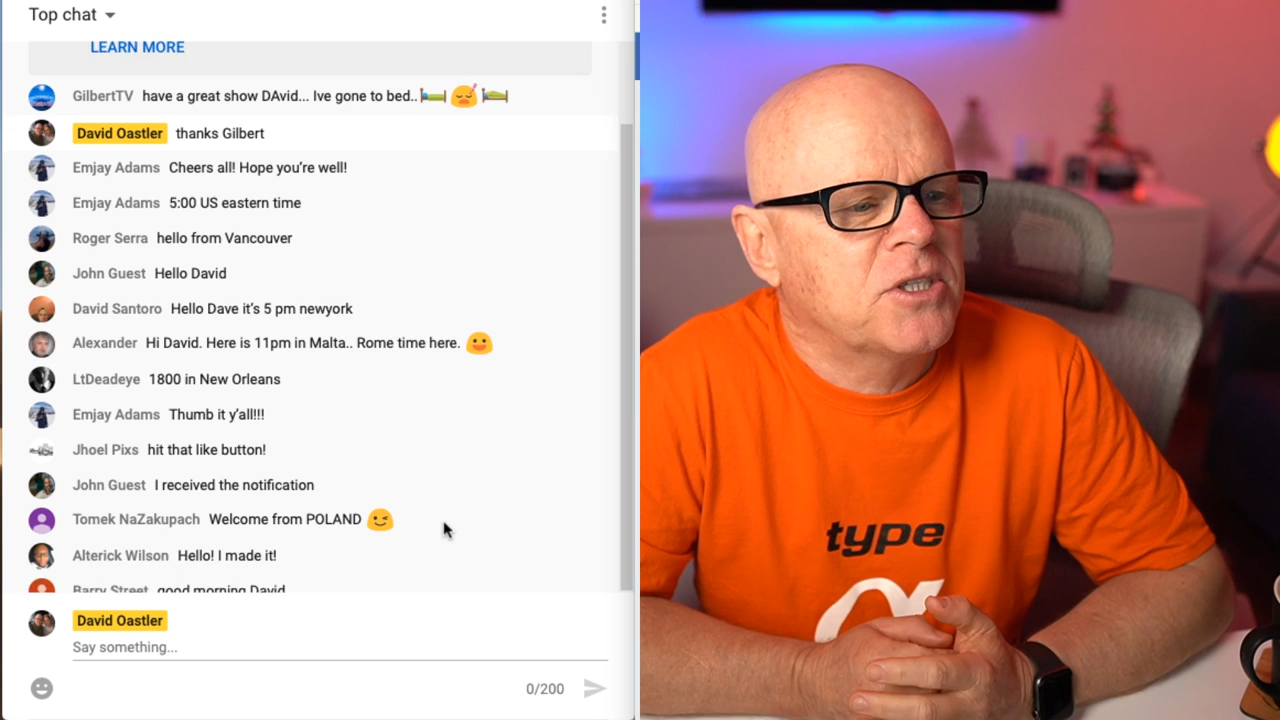 Top chat
LEARN MORE
GilbertTV have a great show DAvid... Ive gone to bed..
David Oastler thanks Gilbert
Emjay Adams Cheers all! Hope you’re well!
Emjay Adams 5:00 US eastern time
Roger Serra hello from Vancouver
John Guest Hello David
David Santoro Hello Dave it’s 5 pm newyork
Alexander Hi David. Here is 11pm in Malta.. Rome time here.
LtDeadeye 1800 in New Orleans
Emjay Adams Thumb it y’all!!!
Jhoel Pixs hit that like button!
John Guest I received the notification
Tomek NaZakupach Welcome from POLAND
Alterick Wilson Hello! I made it!
Barry Street good morning David
David Oastler
Say something...
0/200
type